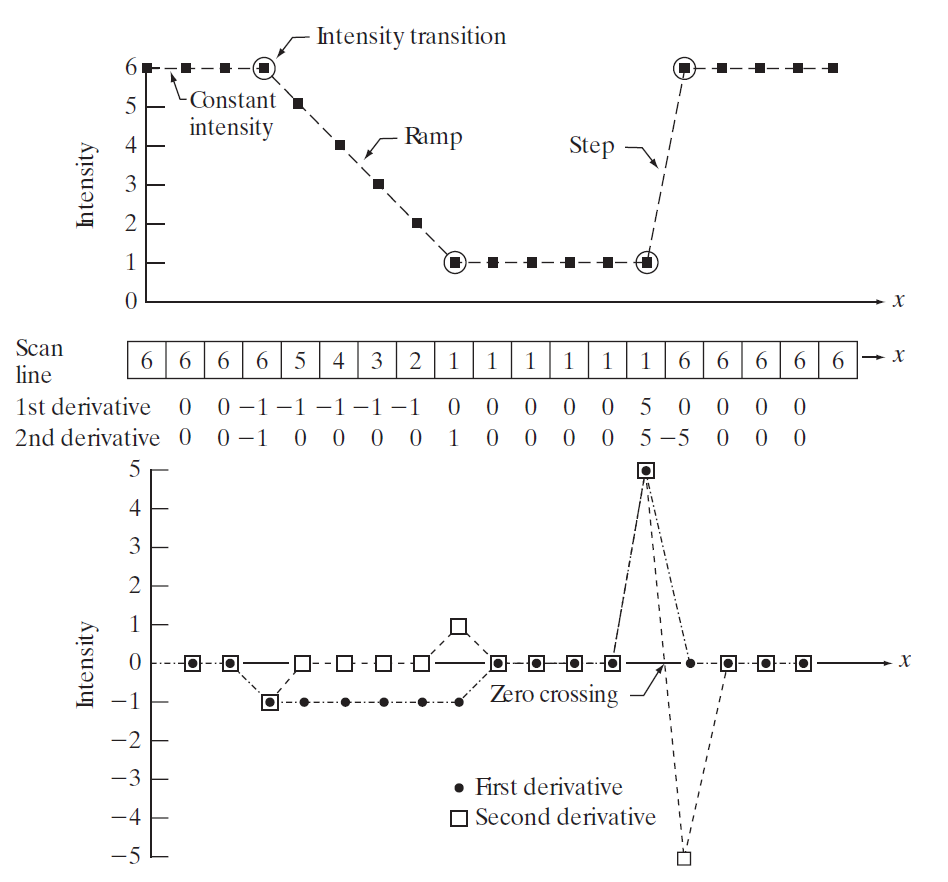 Intensity transition
6
Constant
intensity
5
4
Ramp
Step
3
2
1
0
x
Intensity
Scan
line
6 6 6 6 5 4 3 2 1 1 1 1 1 1 6 6 6 6 6 x
1st derivative 0 0 −1 −1 −1 −1 −1 0 0 0 0 0 5 0 0 0 0
2nd derivative 0 0 −1 0 0 0 0 1 0 0 0 0 5 −5 0 0 0
5
4
3
2
1
0
x
Intensity
Zero crossing
−1
−2
−3
First derivative
−4
Second derivative
−5